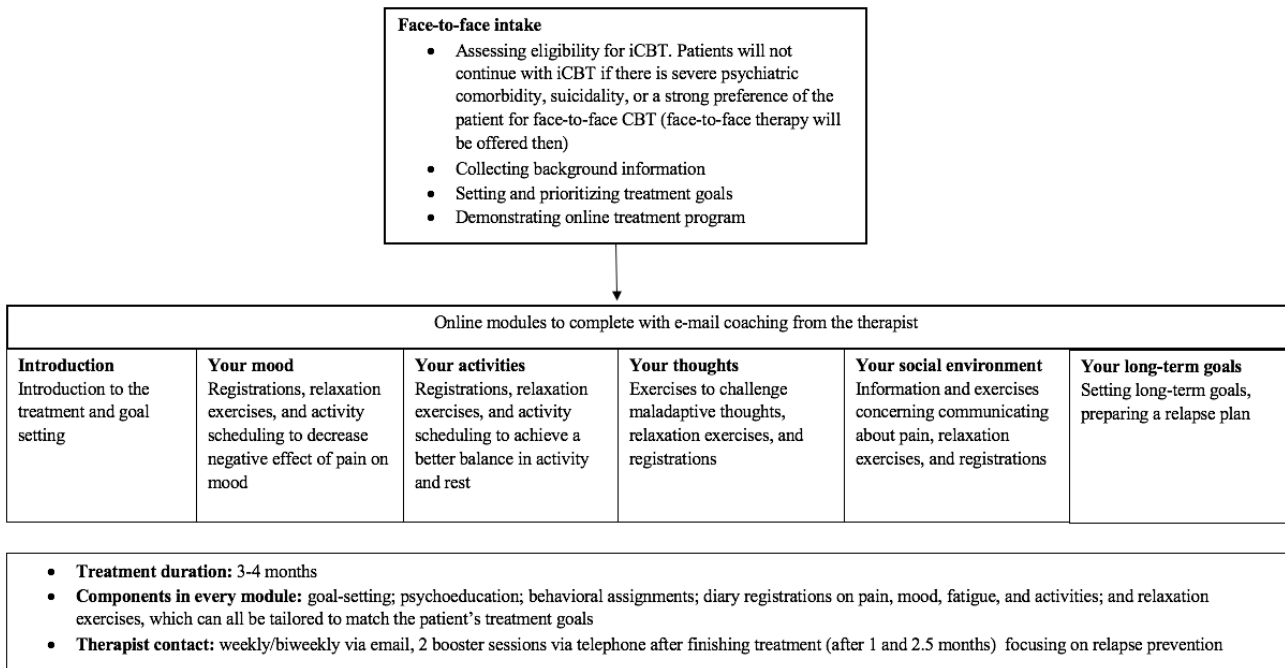 Face-to-face intake
• Assessing eligibility for iCBT. Patients will not
continue with iCBT if there is severe psychiatric
comorbidity, suicidality, or a strong preference of the
patient for face-to-face CBT (face-to-face therapy will
be offered then)
• Collecting background information
• Setting and prioritizing treatment goals
• Demonstrating online treatment program
Online modules to complete with e-mail coaching from the therapist
Introduction
Introduction to the
treatment and goal
setting
Your mood
Registrations, relaxation
exercises, and activity
scheduling to decrease
negative effect of pain on
mood
Your activities
Registrations, relaxation
exercises, and activity
scheduling to achieve a
better balance in activity
and rest
Your thoughts
Exercises to challenge
maladaptive thoughts,
relaxation exercises, and
registrations
Your social environment
Information and exercises
concerning communicating
about pain, relaxation
exercises, and registrations
Your long-term goals
Setting long-term goals,
preparing a relapse plan
• Treatment duration: 3-4 months
• Components in every module: goal-setting; psychoeducation; behavioral assignments; diary registrations on pain, mood, fatigue, and activities; and relaxation
exercises, which can all be tailored to match the patient's treatment goals
• Therapist contact: weekly/biweekly via email, 2 booster sessions via telephone after finishing treatment (after 1 and 2.5 months) focusing on relapse prevention